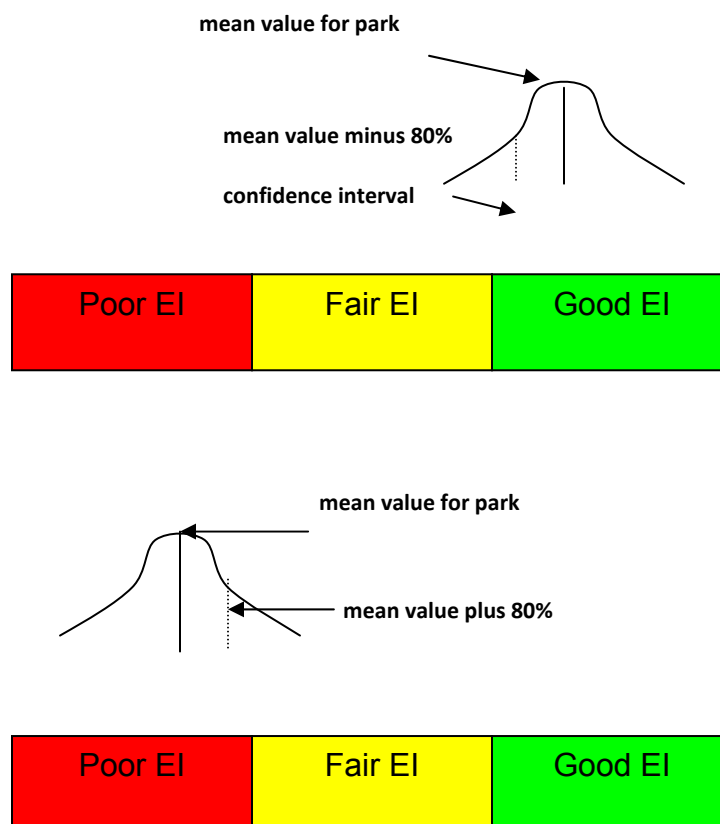 mean value for park
mean value minus 80%
confidence interval
Poor EI Fair EI Good EI
mean value for park
mean value plus 80%
Poor EI Fair EI Good EI